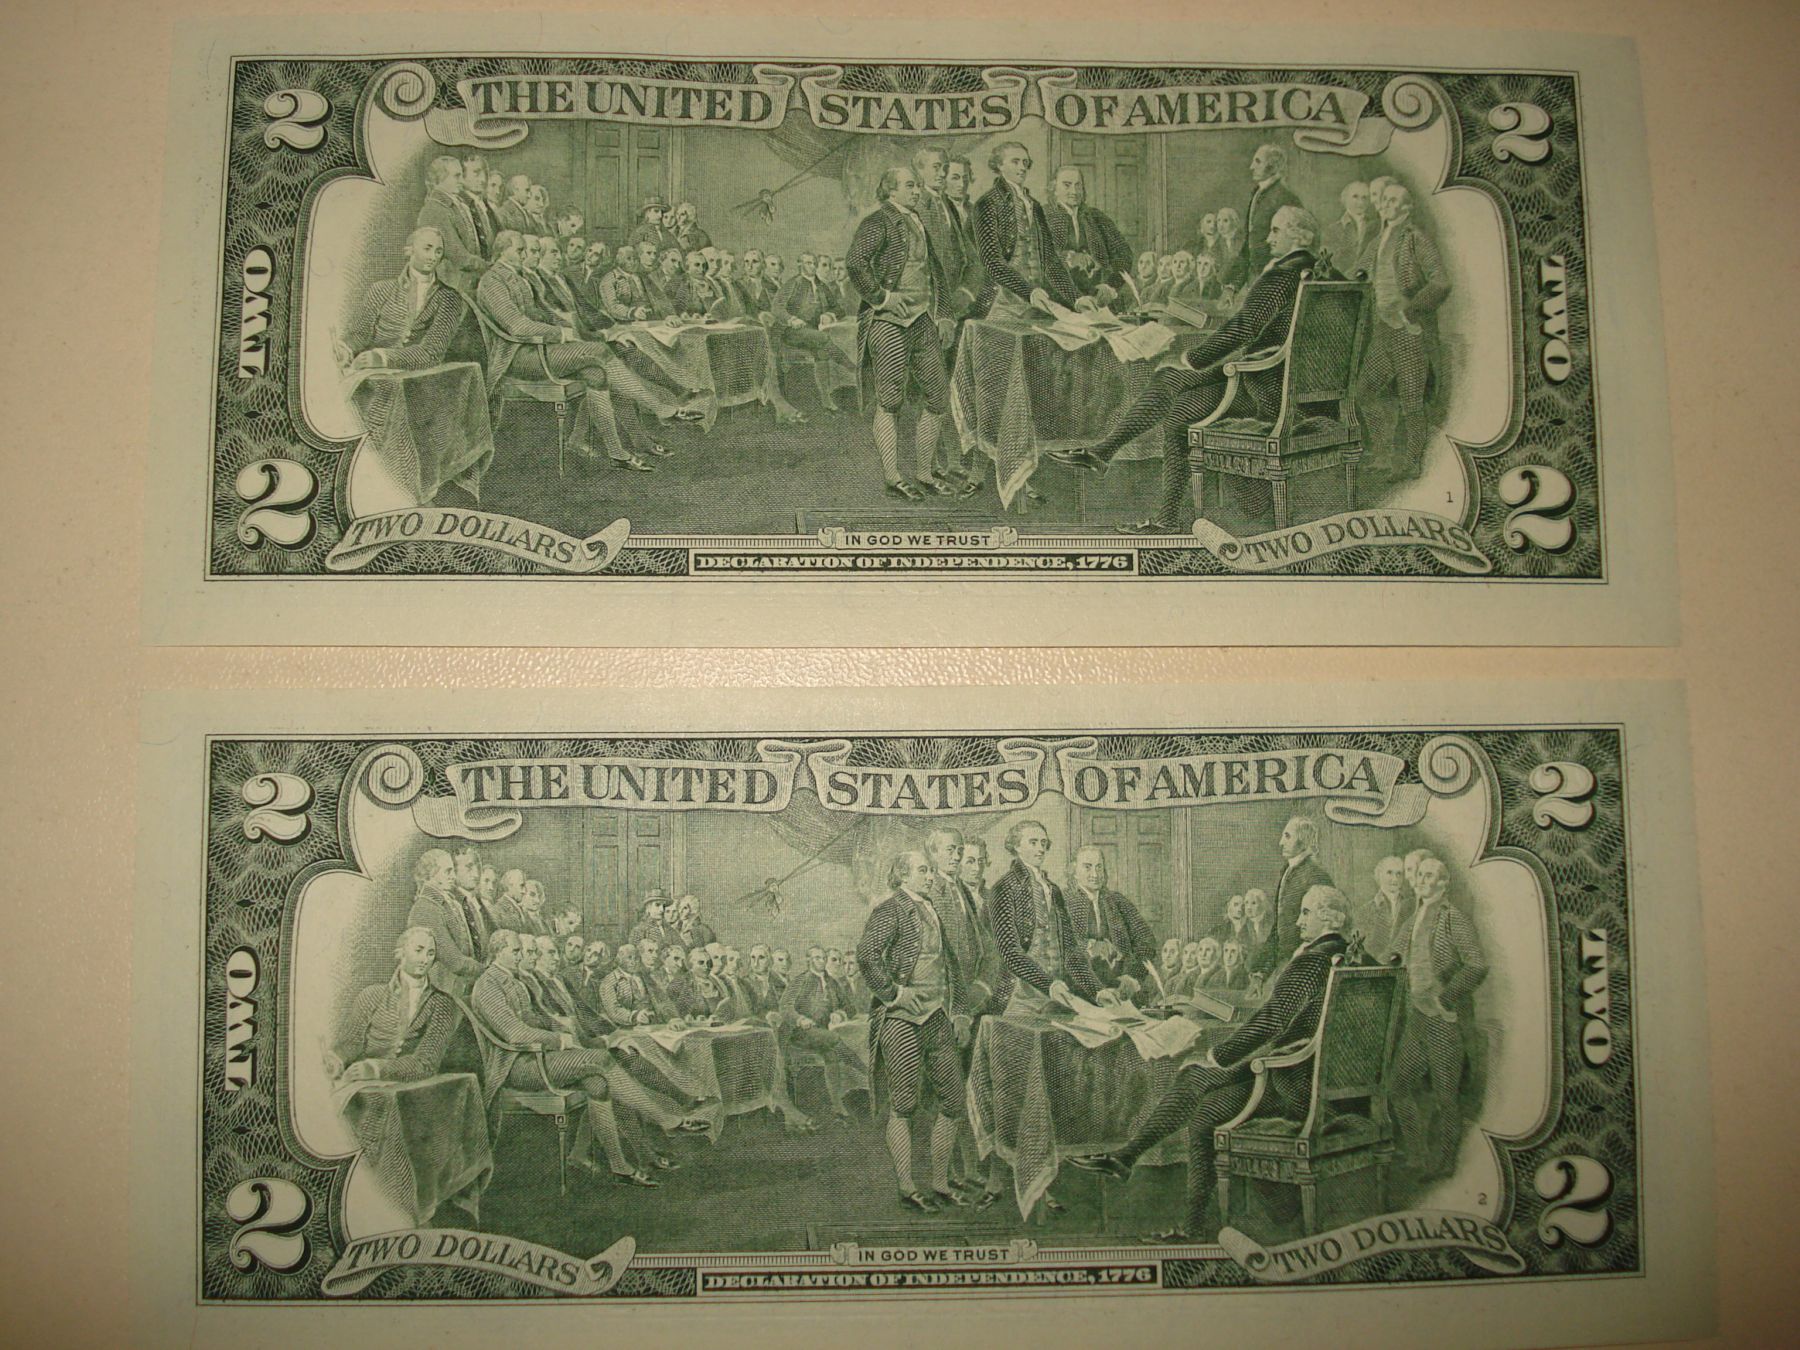 2 THE UNITED STATES OF AMERICA 2
TWO
TWO
2 TWO DOLLARS
IN GOD WE TRUST
DECLARATION OF INDEPENDENCE, 1776
1
TWO DOLLARS 2
2 THE UNITED STATES OF AMERICA 2
TWO
TWO
2 TWO DOLLARS
IN GOD WE TRUST
DECLARATION OF INDEPENDENCE, 1776
2
TWO DOLLARS 2